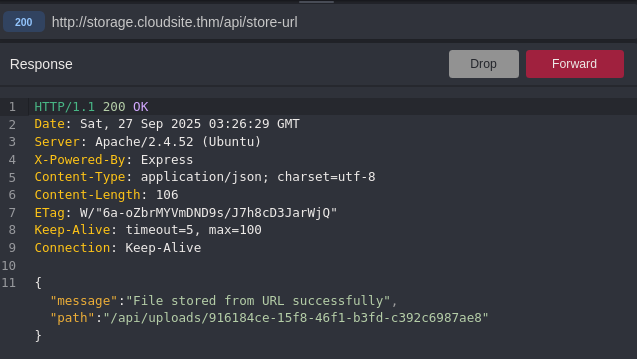 200 http://storage.cloudsite.thm/api/store-url
Response Drop Forward
1 HTTP/1.1 200 OK
2 Date: Sat, 27 Sep 2025 03:26:29 GMT
3 Server: Apache/2.4.52 (Ubuntu)
4 X-Powered-By: Express
5 Content-Type: application/json; charset=utf-8
6 Content-Length: 106
7 ETag: W/"6a-oZbrMYVmDND9s/J7h8cD3JarWjQ"
8 Keep-Alive: timeout=5, max=100
9 Connection: Keep-Alive
10
11 {
"message":"File stored from URL successfully",
"path":"/api/uploads/916184ce-15f8-46f1-b3fd-c392c6987ae8"
}